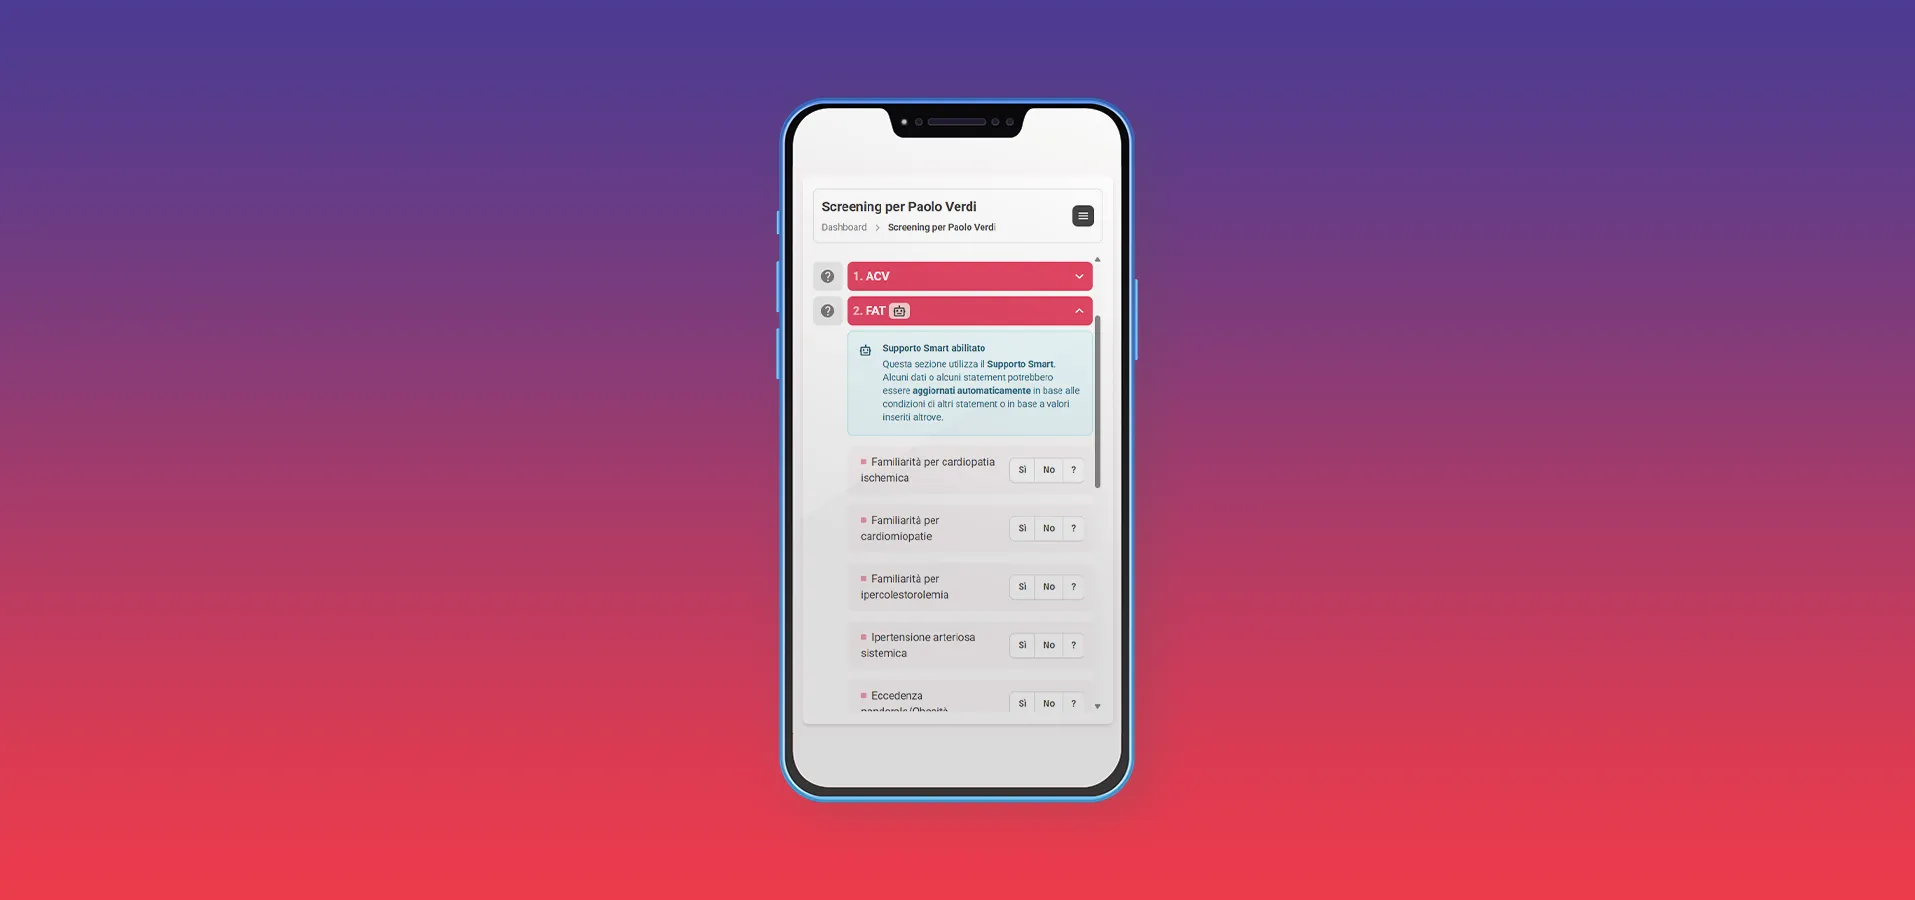 Screening per Paolo Verdi
Dashboard > Screening per Paolo Verdi
? 1. ACV
? 2. FAT
Supporto Smart abilitato
Questa sezione utilizza il Supporto Smart.
Alcuni dati o alcuni statement potrebbero
essere aggiornati automaticamente in base alle
condizioni di altri statement o in base a valori
inseriti altrove.
Familiarità per cardiopatia
ischemica
Sì No ?
Familiarità per
cardiomiopatie
Sì No ?
Familiarità per
ipercolestorolemia
Sì No ?
Ipertensione arteriosa
sistemica
Sì No ?
Eccedenza
ponderale/Obesità
Sì No ?